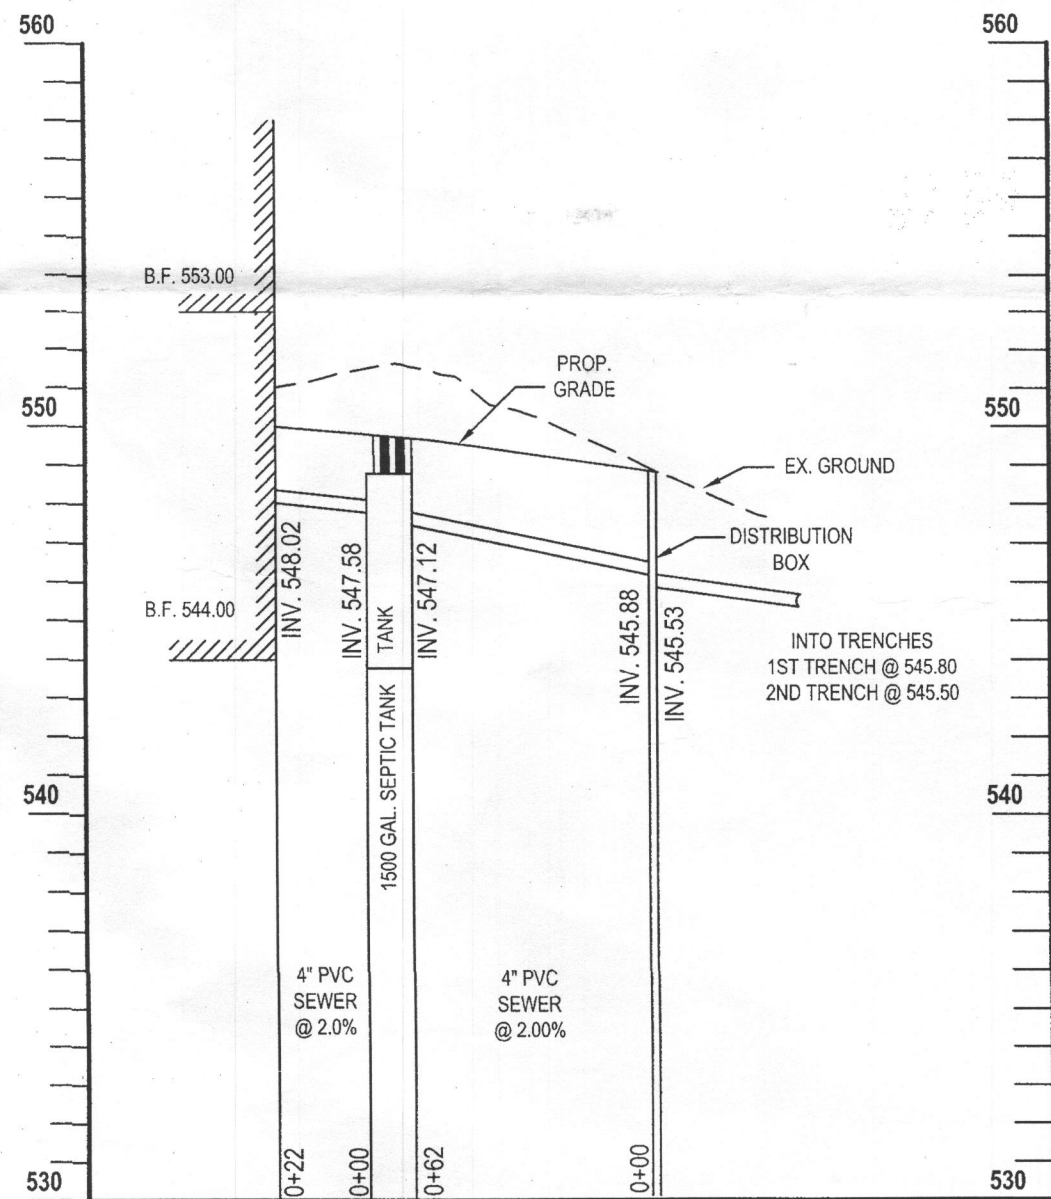 560
560
B.F. 553.00
PROP.
GRADE
550
550
EX. GROUND
DISTRIBUTION
BOX
INV. 548.02
INV. 547.58
TANK
INV. 547.12
B.F. 544.00
INV. 545.88
INV. 545.53
INTO TRENCHES
1ST TRENCH @ 545.80
2ND TRENCH @ 545.50
1500 GAL. SEPTIC TANK
540
540
4" PVC
SEWER
@ 2.0%
4" PVC
SEWER
@ 2.00%
0+22
0+00
0+62
0+00
530
530